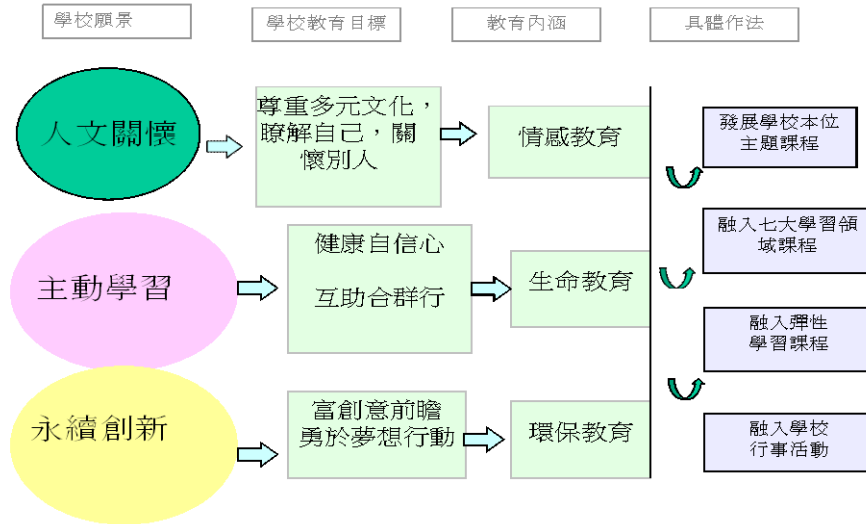 學校願景
學校教育目標
教育內涵
具體作法
人文關懷
尊重多元文化，
瞭解自己，關
懷別人
情感教育
發展學校本位
主題課程
主動學習
健康自信心
互助合群行
生命教育
融入七大學習領
域課程
融入彈性
學習課程
永續創新
富創意前瞻
勇於夢想行動
環保教育
融入學校
行事活動